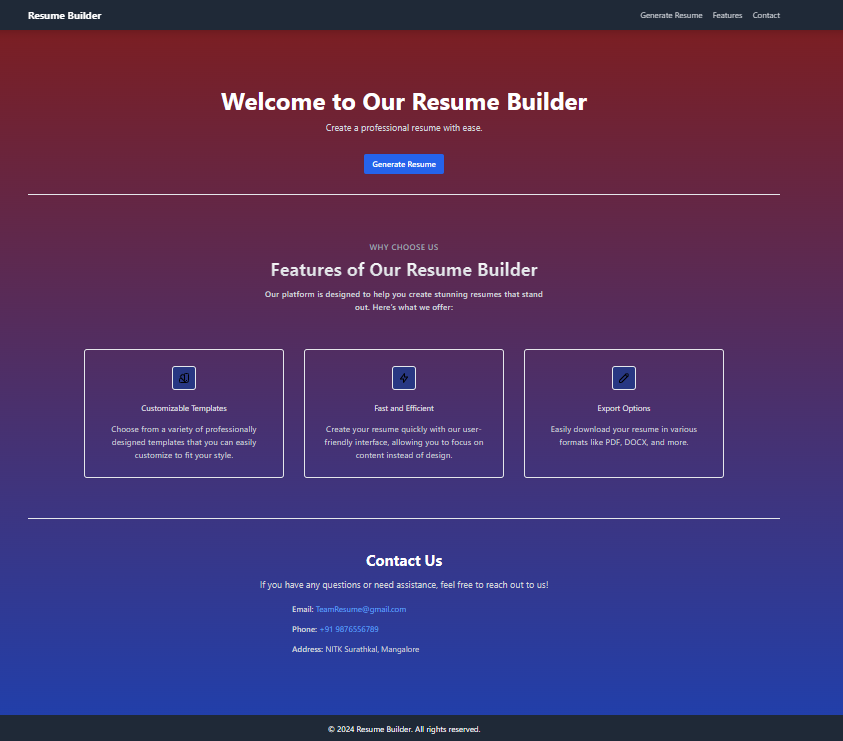 Resume Builder
Generate Resume Features Contact
Welcome to Our Resume Builder
Create a professional resume with ease.
Generate Resume
WHY CHOOSE US
Features of Our Resume Builder
Our platform is designed to help you create stunning resumes that stand
out. Here's what we offer:
Customizable Templates
Choose from a variety of professionally
designed templates that you can easily
customize to fit your style.
Fast and Efficient
Create your resume quickly with our user-
friendly interface, allowing you to focus on
content instead of design.
Export Options
Easily download your resume in various
formats like PDF, DOCX, and more.
Contact Us
If you have any questions or need assistance, feel free to reach out to us!
Email: TeamResume@gmail.com
Phone: +91 9876556789
Address: NITK Surathkal, Mangalore
© 2024 Resume Builder. All rights reserved.